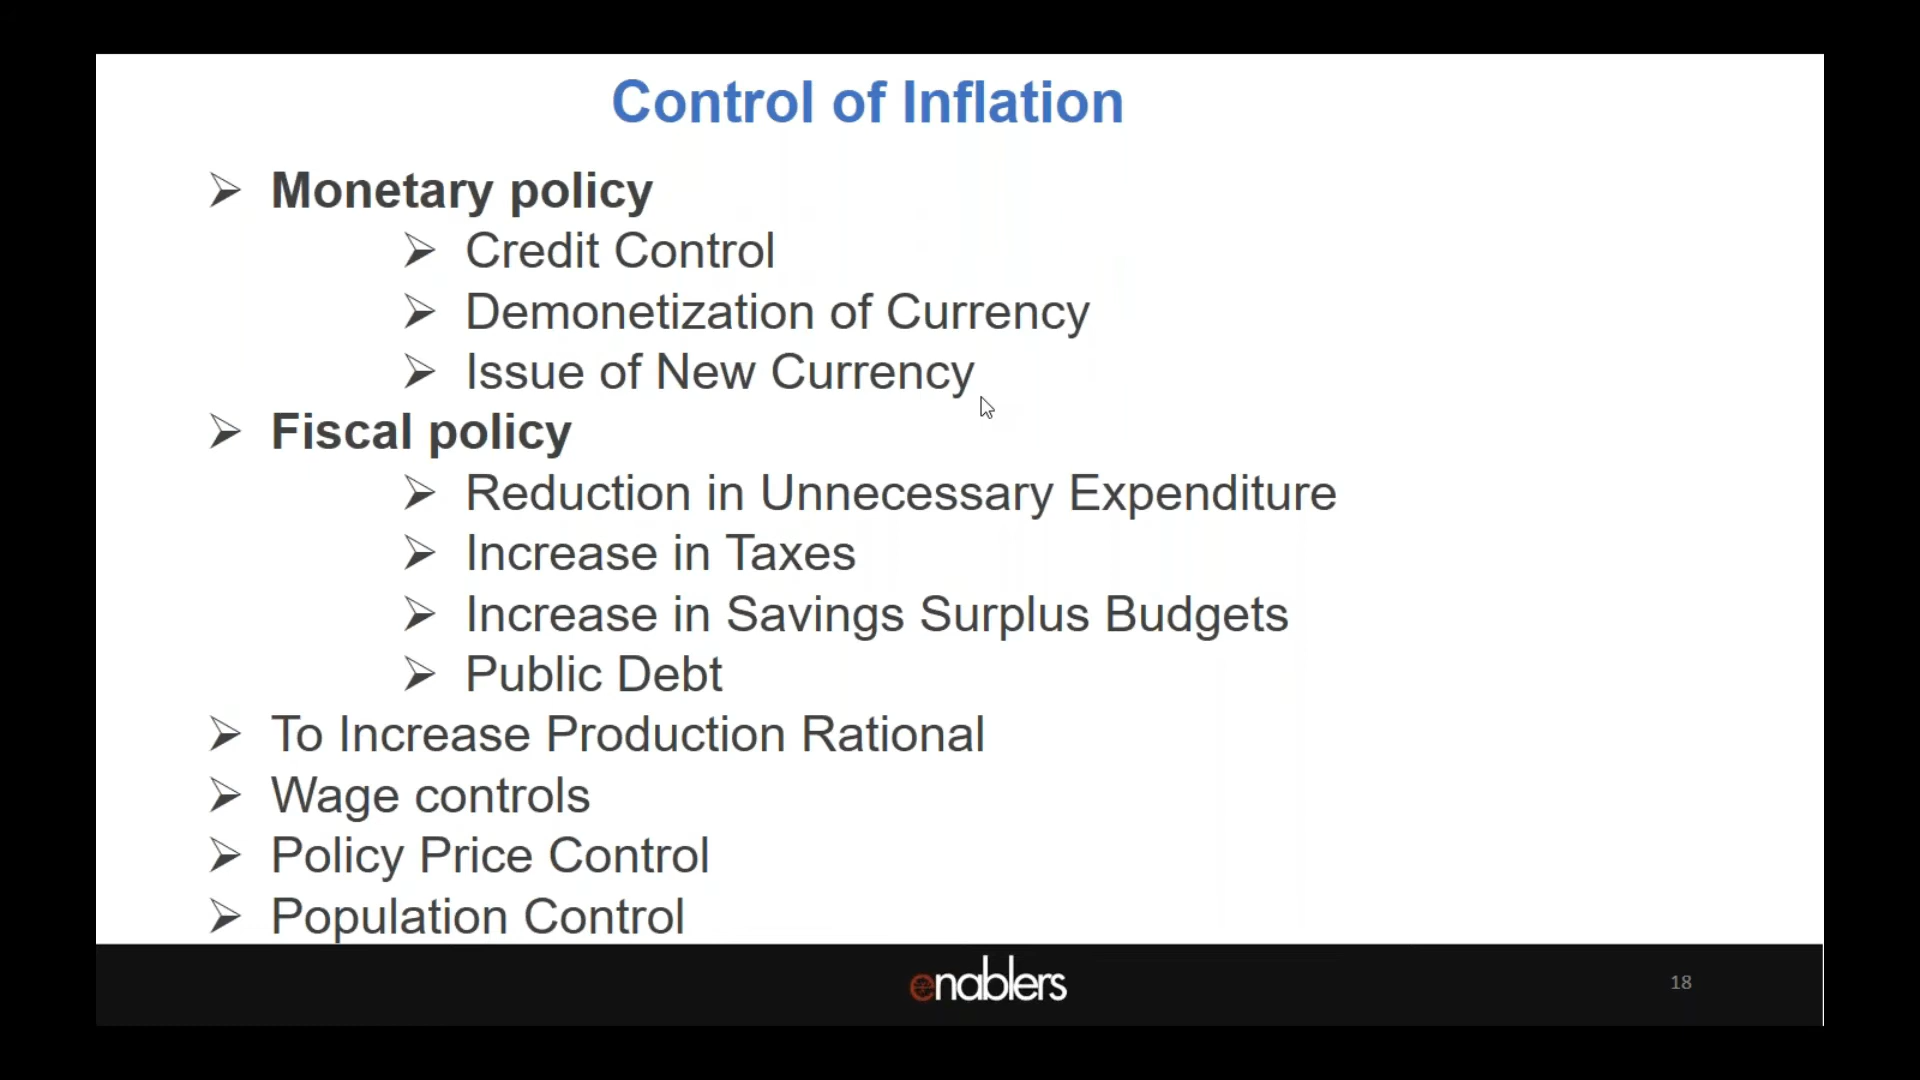 Control of Inflation
Monetary policy
Credit Control
Demonetization of Currency
Issue of New Currency
Fiscal policy
Reduction in Unnecessary Expenditure
Increase in Taxes
Increase in Savings Surplus Budgets
Public Debt
To Increase Production Rational
Wage controls
Policy Price Control
Population Control
enablers
18